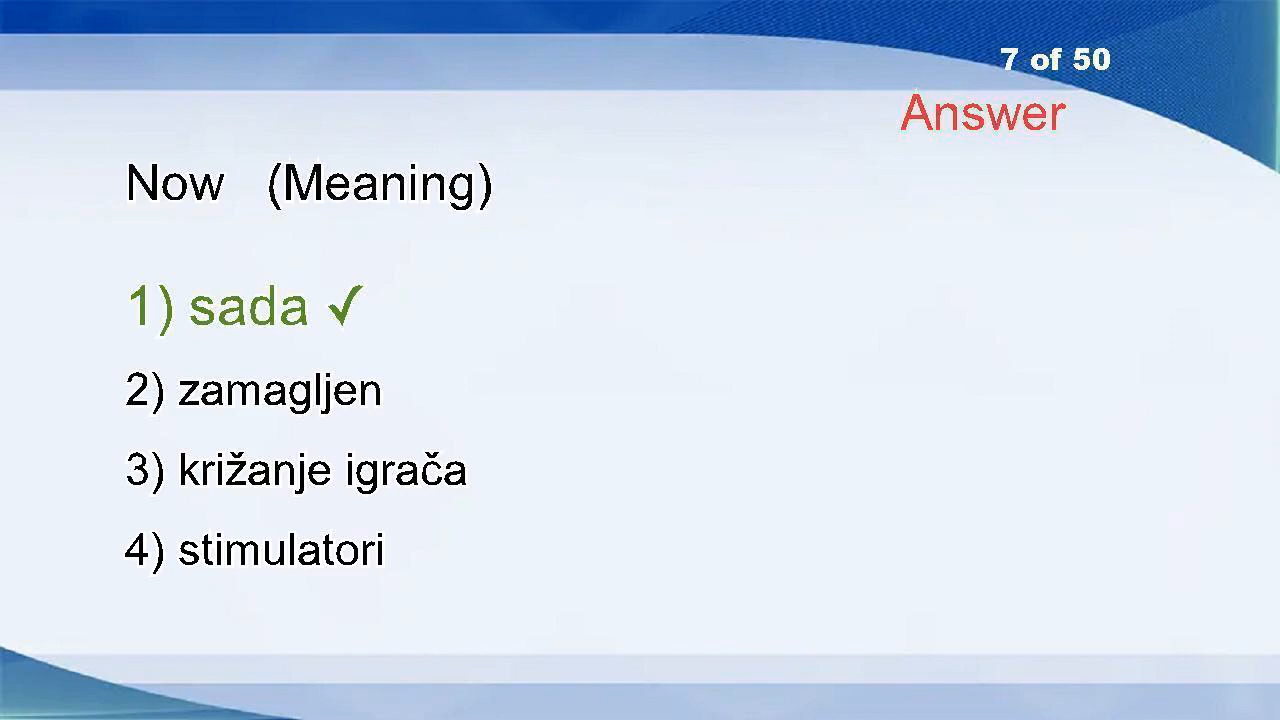 7 of 50
Answer
Now (Meaning)
1) sada ✓
2) zamagljen
3) križanje igrača
4) stimulatori